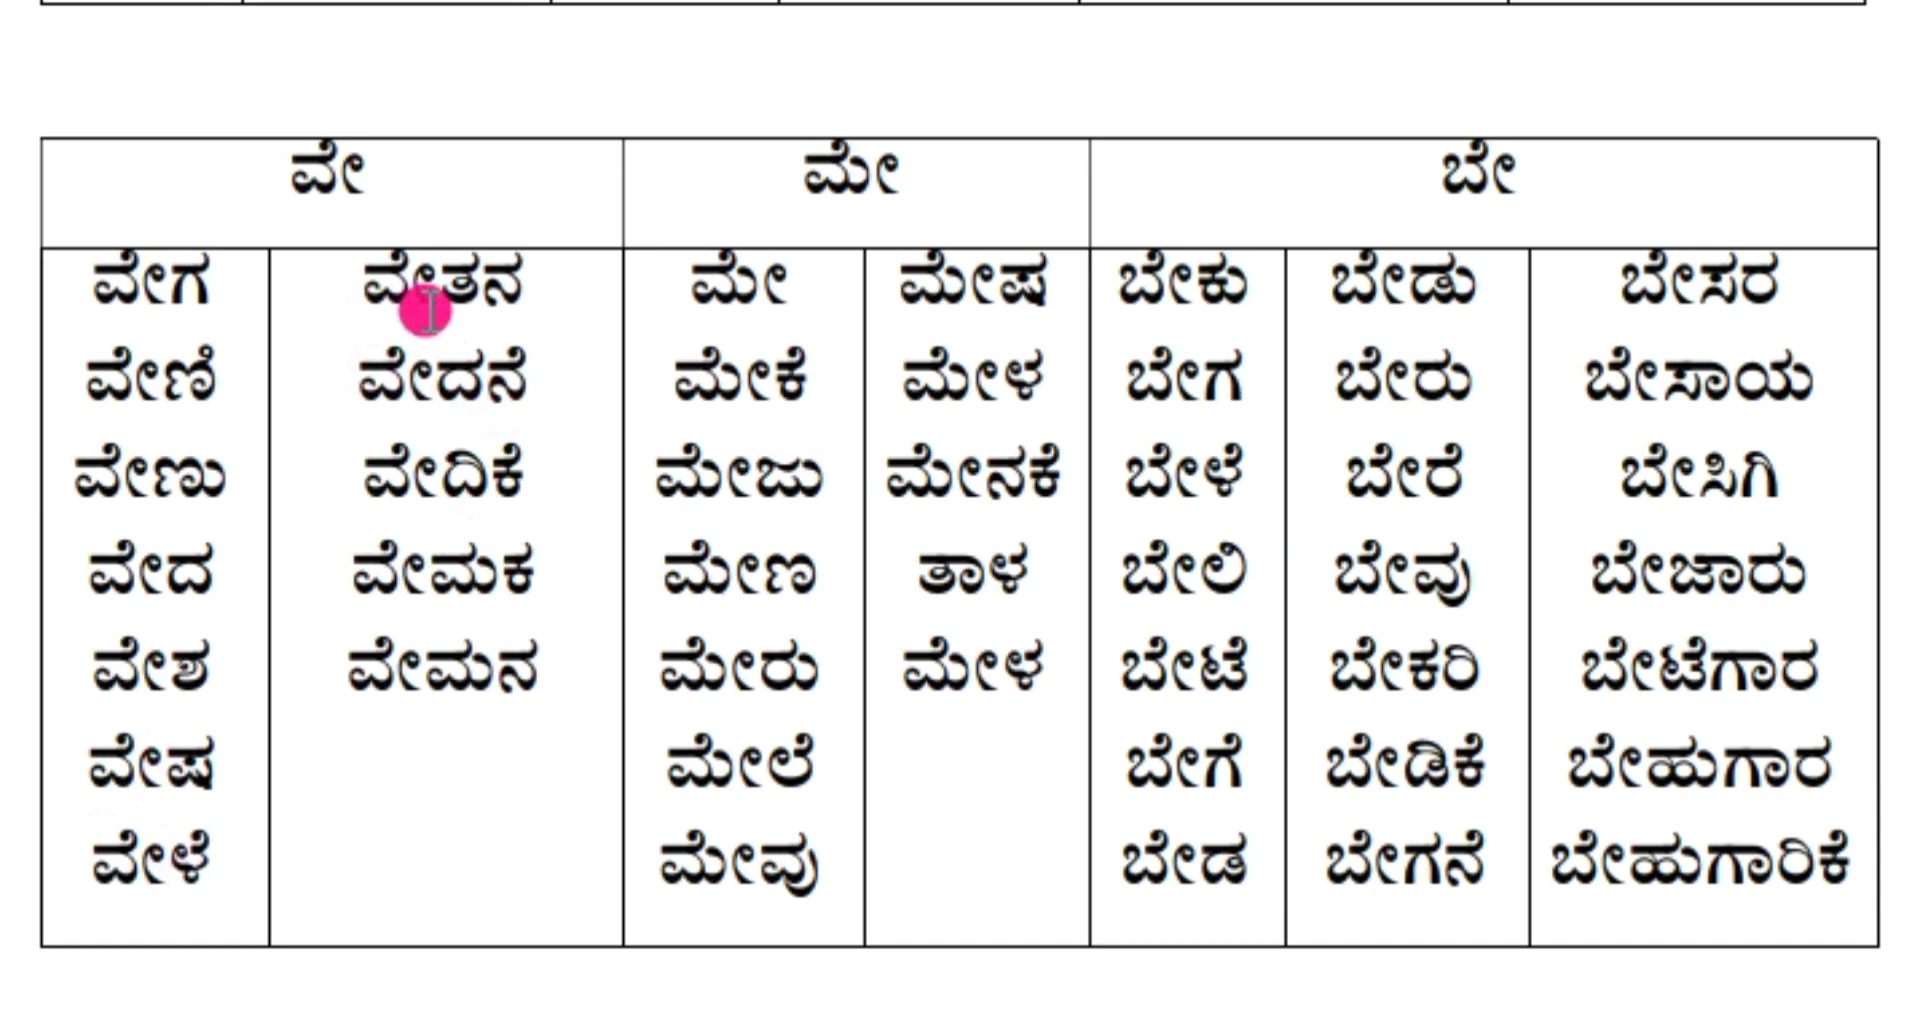 ವೇ ಮೇ ಬೇ
ವೇಗ ವೇತನ ಮೇ ಮೇಷ ಬೇಕು ಬೇಡು ಬೇಸರ
ವೇಣಿ ವೇದನೆ ಮೇಕೆ ಮೇಳ ಬೇಗ ಬೇರು ಬೇಸಾಯ
ವೇಣು ವೇದಿಕೆ ಮೇಜು ಮೇನಕೆ ಬೇಳೆ ಬೇರೆ ಬೇಸಿಗಿ
ವೇದ ವೇಮಕ ಮೇಣ ತಾಳ ಬೇಲಿ ಬೇವು ಬೇಜಾರು
ವೇಶ ವೇಮನ ಮೇರು ಮೇಳ ಬೇಟೆ ಬೇಕರಿ ಬೇಟೆಗಾರ
ವೇಷ ಮೇಲೆ ಬೇಗೆ ಬೇಡಿಕೆ ಬೇಹುಗಾರ
ವೇಳೆ ಮೇವು ಬೇಡ ಬೇಗನೆ ಬೇಹುಗಾರಿಕೆ